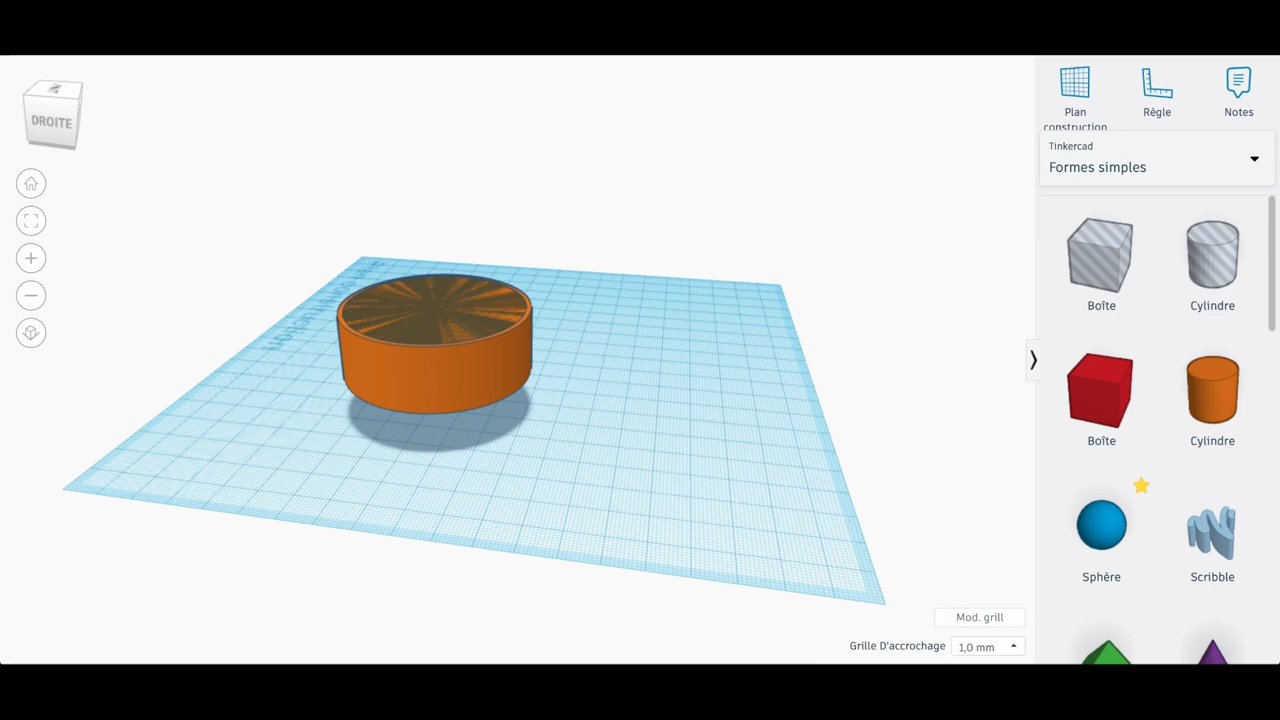 DROITE
Plan
construction
Règle
Notes
Tinkercad
Formes simples
Boîte
Cylindre
Boîte
Cylindre
Sphère
Scribble
Mod. grill
Grille D'accrochage
1,0 mm